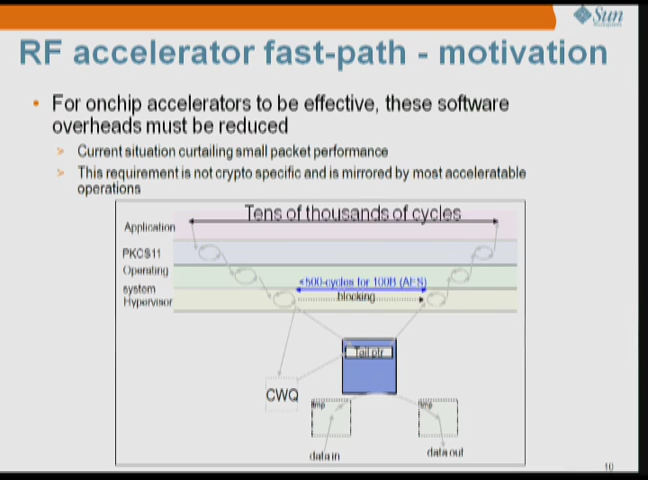 Sun
RF accelerator fast-path - motivation
• For onchip accelerators to be effective, these software
overheads must be reduced
➢ Current situation curtailing small packet performance
➢ This requirement is not crypto specific and is mirrored by most acceleratable
operations
Tens of thousands of cycles
Application
PKCS11
Operating
system
Hypervisor
<500-cycles for 100B (AES)
blocking
Tail ptr
CWQ
data in
data out
10